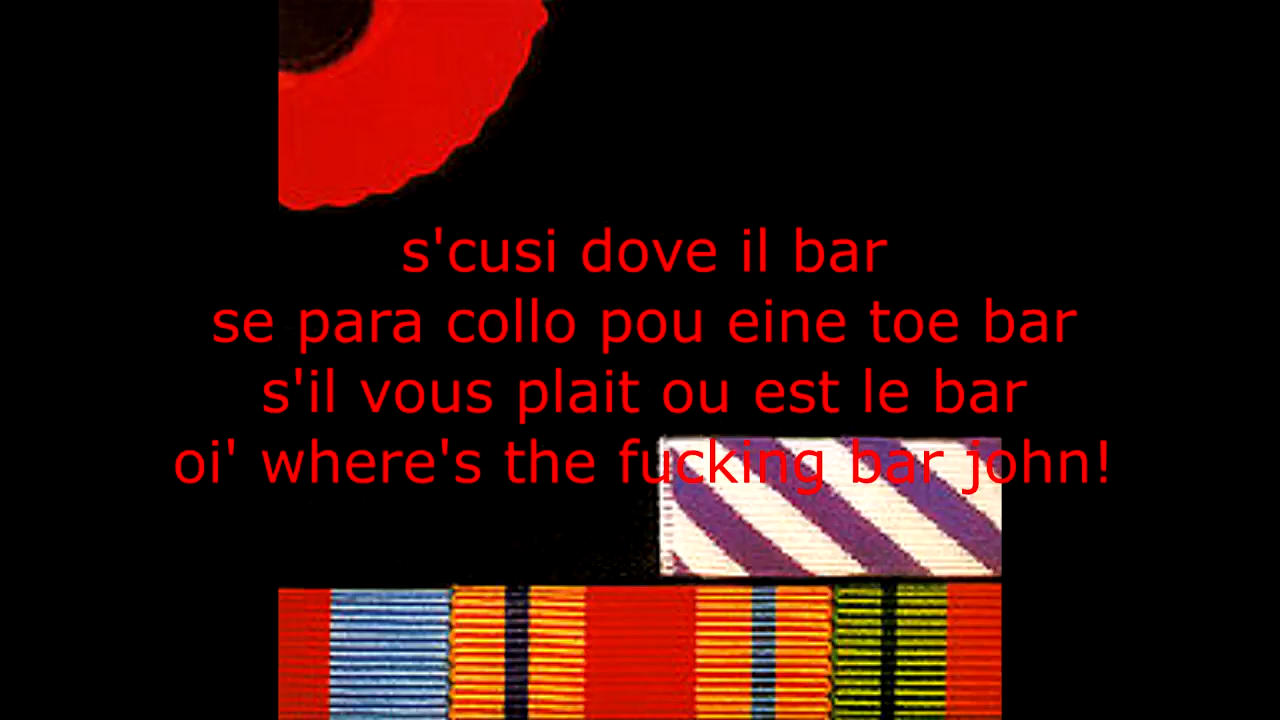 s'cusi dove il bar
se para collo pou eine toe bar
s'il vous plait ou est le bar
oi' where's the fucking bar john!